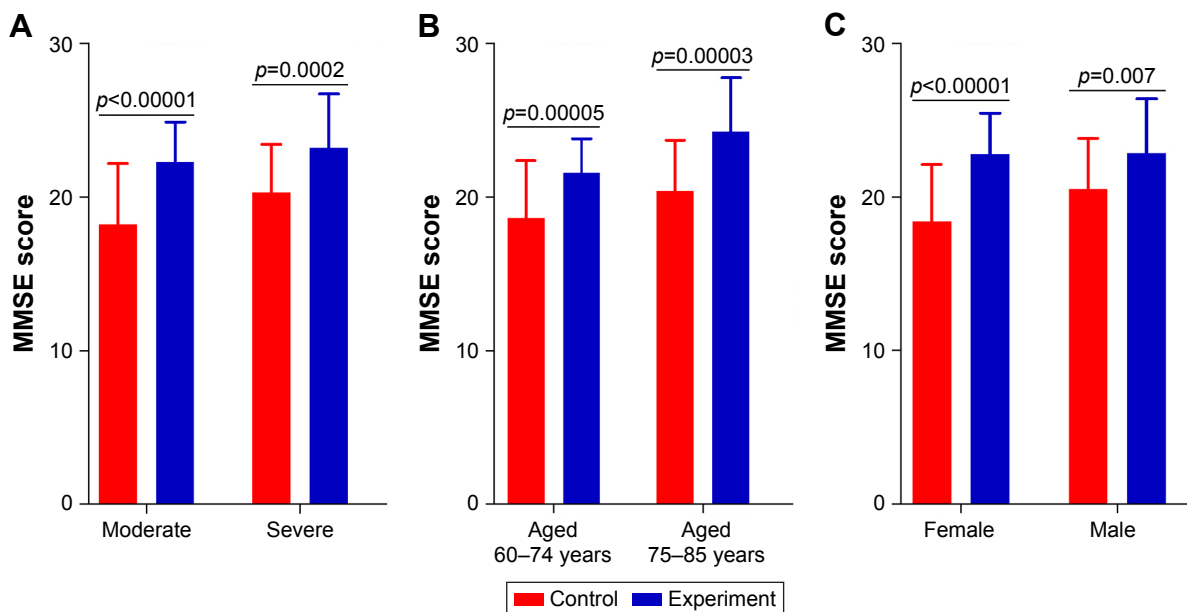 A
MMSE score
30
20
10
0
p<0.00001
p=0.0002
Moderate
Severe
B
MMSE score
30
20
10
0
p=0.00005
p=0.00003
Aged
60–74 years
Aged
75–85 years
C
MMSE score
30
20
10
0
p<0.00001
p=0.007
Female
Male
Control
Experiment